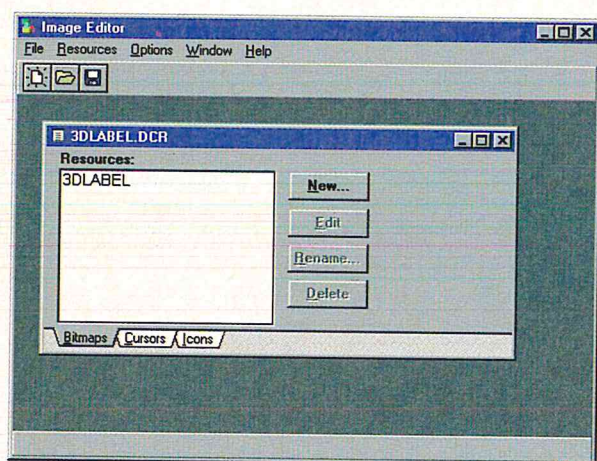 Image Editor
File Resources Options Window Help
3DLABEL.DCR
Resources:
3DLABEL
New...
Edit
Rename...
Delete
Bitmaps Cursors Icons